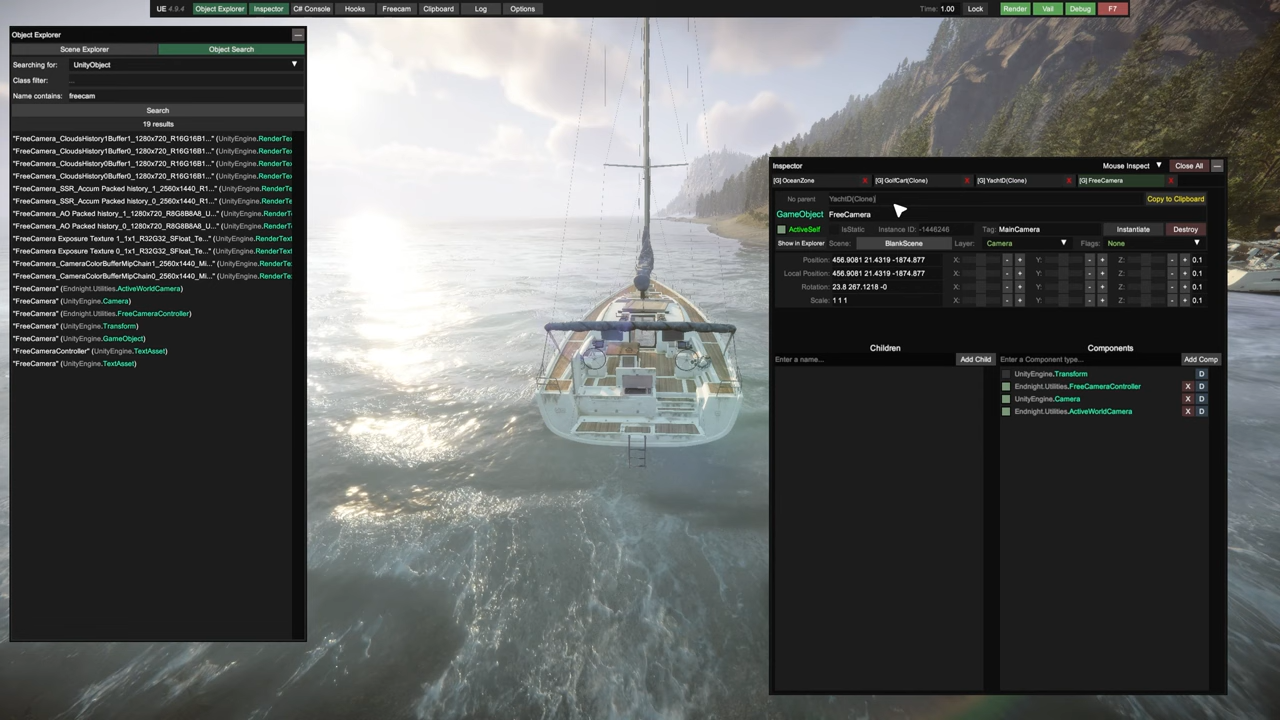 UE 4.9.4 Object Explorer Inspector C# Console Hooks Freecam Clipboard Log Options Time: 1.00 Lock Render Vail Debug F7
Object Explorer —
Scene Explorer Object Search
Searching for: UnityObject ▼
Class filter: ...
Name contains: freecam
Search
19 results
"FreeCamera_CloudsHistory1Buffer1_1280x720_R16G16B1..." (UnityEngine.RenderTex
"FreeCamera_CloudsHistory1Buffer0_1280x720_R16G16B1..." (UnityEngine.RenderTex
"FreeCamera_CloudsHistory0Buffer1_1280x720_R16G16B1..." (UnityEngine.RenderTex
"FreeCamera_CloudsHistory0Buffer0_1280x720_R16G16B1..." (UnityEngine.RenderTex
"FreeCamera_SSR_Accum Packed history_1_2560x1440_R1..." (UnityEngine.RenderTex
"FreeCamera_SSR_Accum Packed history_0_2560x1440_R1..." (UnityEngine.RenderTex
"FreeCamera_AO Packed history_1_1280x720_R8G8B8A8_U..." (UnityEngine.RenderTex
"FreeCamera_AO Packed history_0_1280x720_R8G8B8A8_U..." (UnityEngine.RenderTex
"FreeCamera Exposure Texture 1_1x1_R32G32_SFloat_Te..." (UnityEngine.RenderTex
"FreeCamera Exposure Texture 0_1x1_R32G32_SFloat_Te..." (UnityEngine.RenderTex
"FreeCamera_CameraColorBufferMipChain1_2560x1440_Mi..." (UnityEngine.RenderTex
"FreeCamera_CameraColorBufferMipChain0_2560x1440_Mi..." (UnityEngine.RenderTex
"FreeCamera" (Endnight.Utilities.ActiveWorldCamera)
"FreeCamera" (UnityEngine.Camera)
"FreeCamera" (Endnight.Utilities.FreeCameraController)
"FreeCamera" (UnityEngine.Transform)
"FreeCamera" (UnityEngine.GameObject)
"FreeCameraController" (UnityEngine.TextAsset)
"FreeCamera" (UnityEngine.TextAsset)
Inspector Mouse Inspect ▼ Close All —
[G] OceanZone X [G] GolfCart(Clone) X [G] YachtD(Clone) X [G] FreeCamera X
No parent YachtD(Clone) Copy to Clipboard
GameObject FreeCamera
ActiveSelf IsStatic Instance ID: -1446246 Tag: MainCamera Instantiate Destroy
Show in Explorer Scene: BlankScene Layer: Camera ▼ Flags: None ▼
Position: 456.9081 21.4319 -1874.877 X: - + Y: - + Z: - + 0.1
Local Position: 456.9081 21.4319 -1874.877 X: - + Y: - + Z: - + 0.1
Rotation: 23.8 267.1218 -0 X: - + Y: - + Z: - + 0.1
Scale: 1 1 1 X: - + Y: - + Z: - + 0.1
Children Components
Enter a name... Add Child Enter a Component type... Add Comp
UnityEngine.Transform D
Endnight.Utilities.FreeCameraController X D
UnityEngine.Camera X D
Endnight.Utilities.ActiveWorldCamera X D